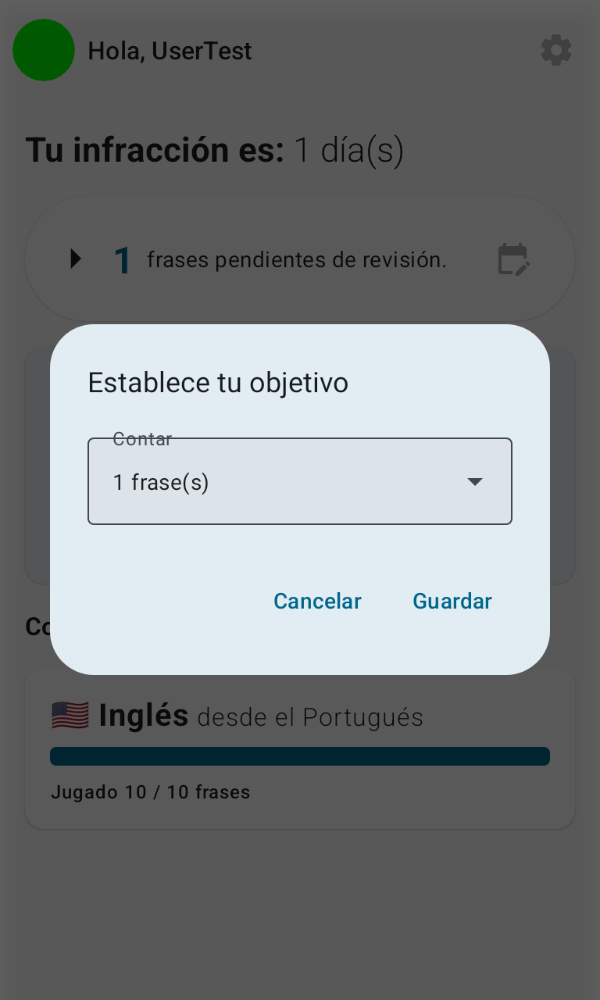 Hola, UserTest
Tu infracción es: 1 día(s)
1 frases pendientes de revisión.
Establece tu objetivo
Contar
1 frase(s)
Cancelar Guardar
Co
Inglés desde el Portugués
Jugado 10 / 10 frases